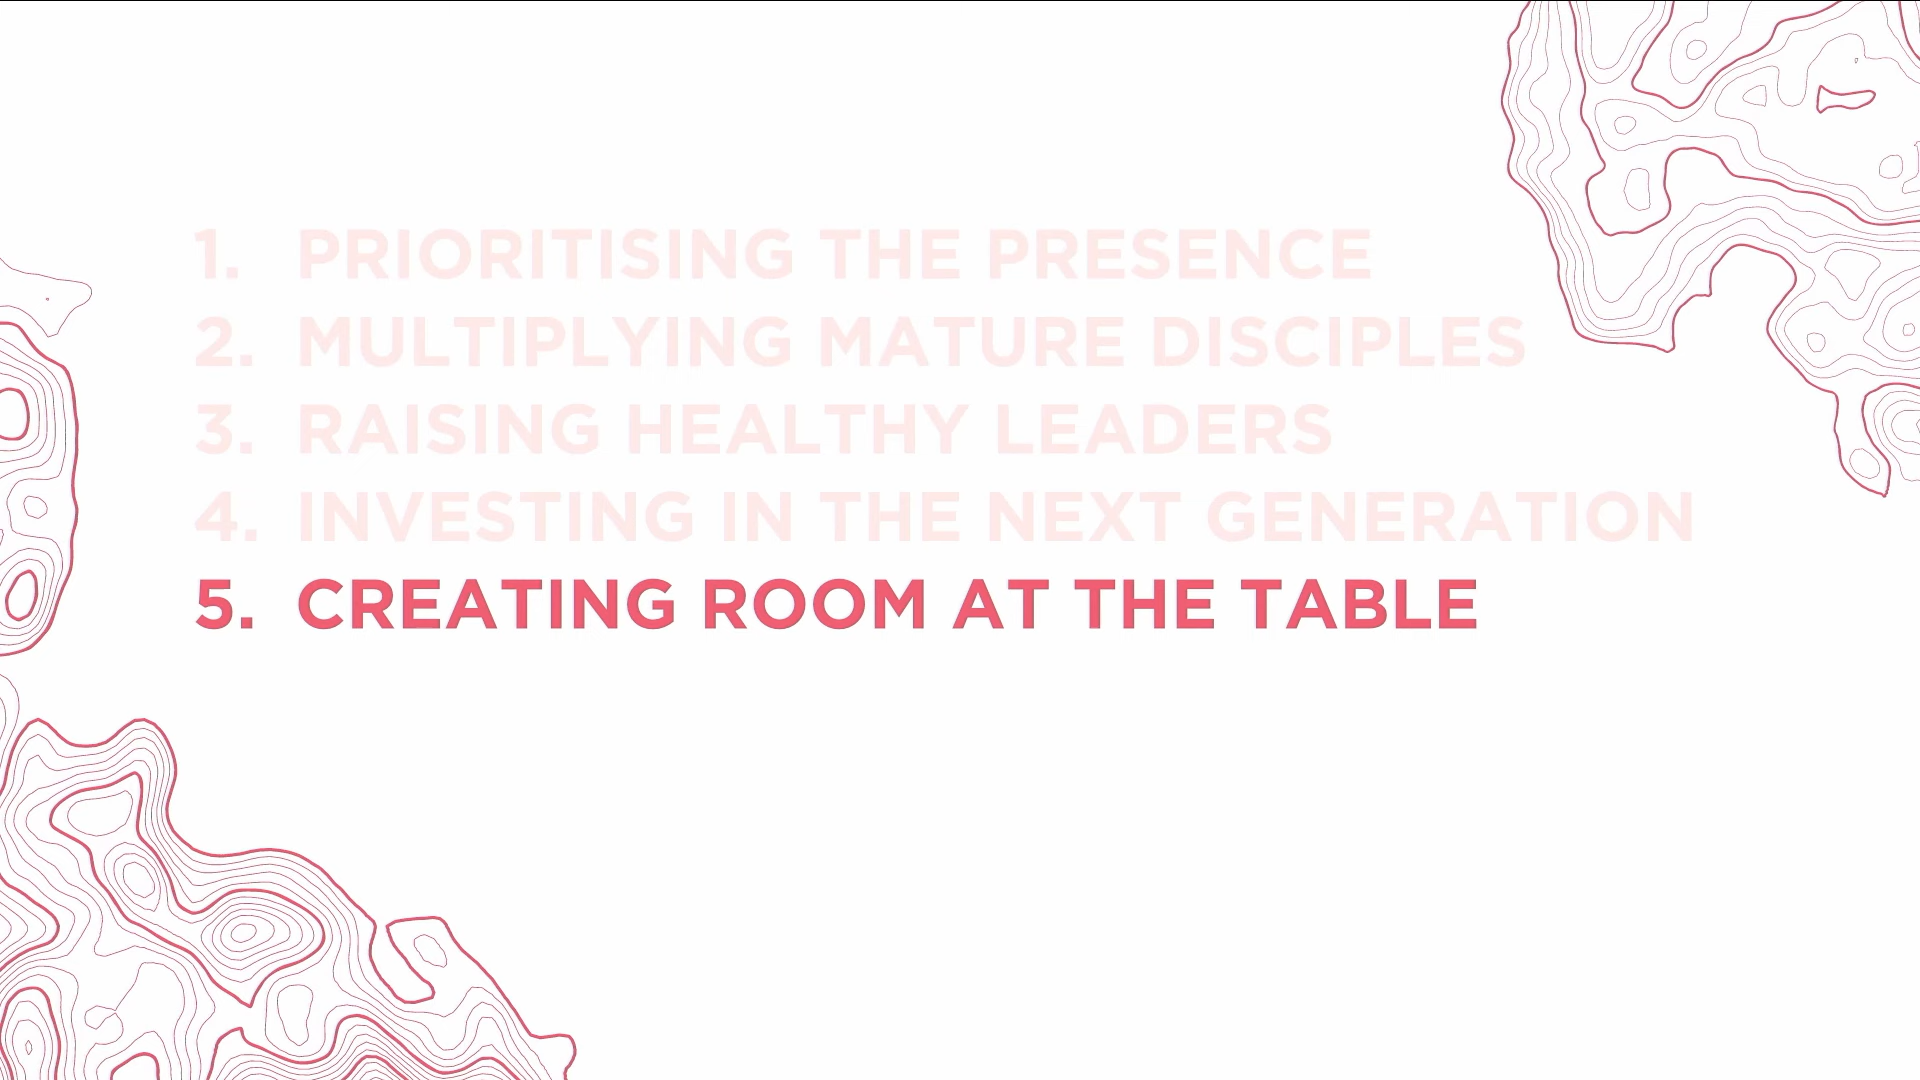 1. PRIORITISING THE PRESENCE
2. MULTIPLYING MATURE DISCIPLES
3. RAISING HEALTHY LEADERS
4. INVESTING IN THE NEXT GENERATION
5. CREATING ROOM AT THE TABLE